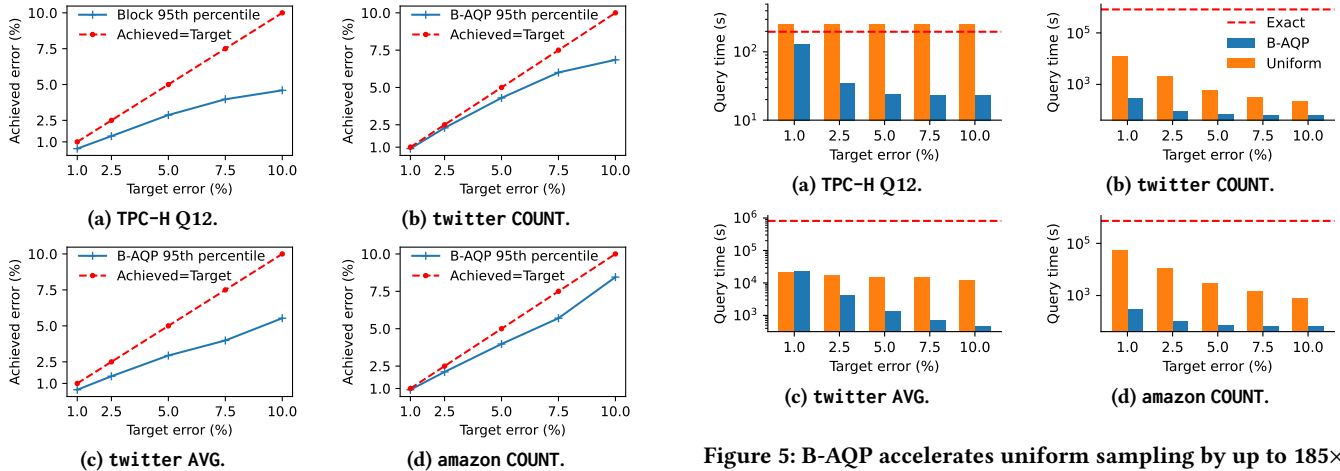 10.0
7.5
5.0
2.5
1.0
Achieved error (%)
Block 95th percentile
Achieved=Target
1.0 2.5 5.0 7.5 10.0
Target error (%)
(a) TPC-H Q12.
10.0
7.5
5.0
2.5
1.0
Achieved error (%)
B-AQP 95th percentile
Achieved=Target
1.0 2.5 5.0 7.5 10.0
Target error (%)
(b) twitter COUNT.
10.0
7.5
5.0
2.5
1.0
Achieved error (%)
B-AQP 95th percentile
Achieved=Target
1.0 2.5 5.0 7.5 10.0
Target error (%)
(c) twitter AVG.
10.0
7.5
5.0
2.5
1.0
Achieved error (%)
B-AQP 95th percentile
Achieved=Target
1.0 2.5 5.0 7.5 10.0
Target error (%)
(d) amazon COUNT.
Query time (s)
10²
10¹
1.0 2.5 5.0 7.5 10.0
Target error (%)
(a) TPC-H Q12.
Query time (s)
10⁵
10³
Exact
B-AQP
Uniform
1.0 2.5 5.0 7.5 10.0
Target error (%)
(b) twitter COUNT.
Query time (s)
10⁶
10⁵
10⁴
10³
1.0 2.5 5.0 7.5 10.0
Target error (%)
(c) twitter AVG.
Query time (s)
10⁵
10³
1.0 2.5 5.0 7.5 10.0
Target error (%)
(d) amazon COUNT.
Figure 5: B-AQP accelerates uniform sampling by up to 185×